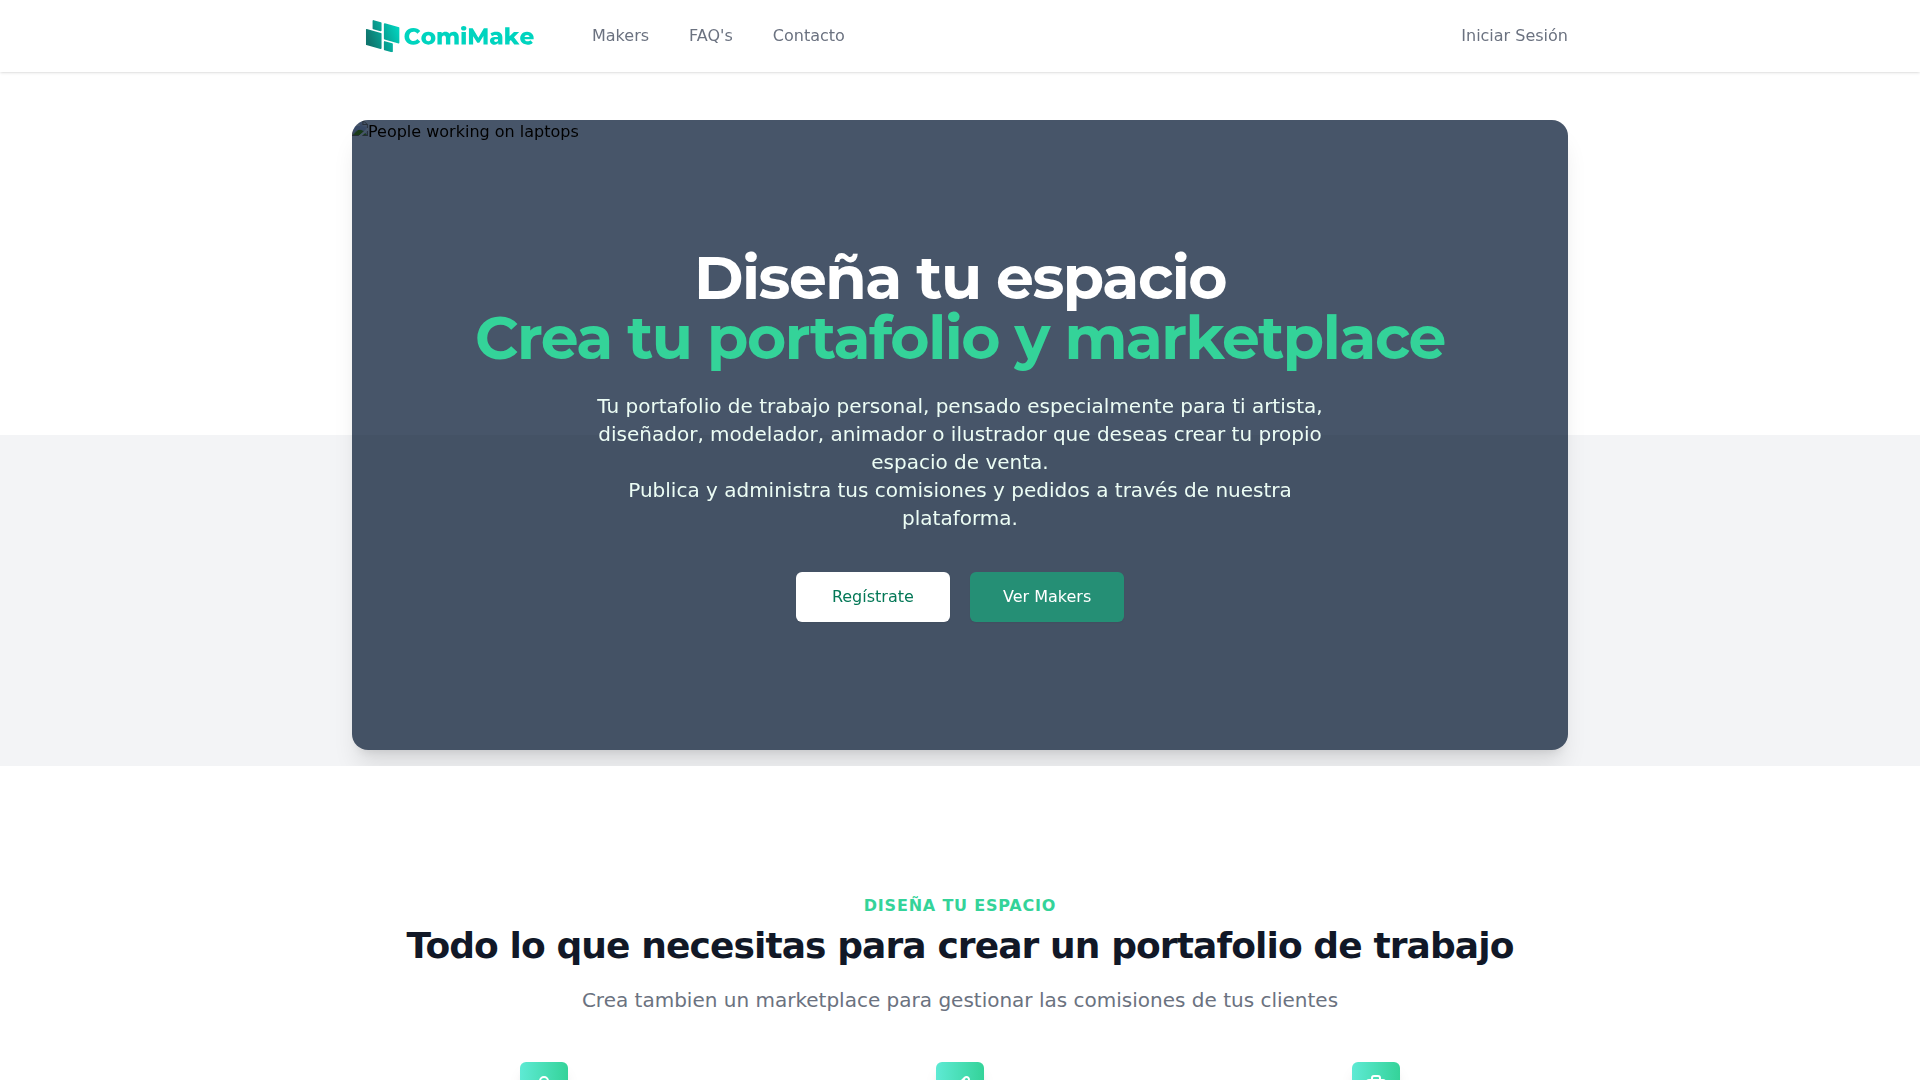 ComiMake
Makers
FAQ's
Contacto
Iniciar Sesión
People working on laptops
Diseña tu espacio
Crea tu portafolio y marketplace
Tu portafolio de trabajo personal, pensado especialmente para ti artista,
diseñador, modelador, animador o ilustrador que deseas crear tu propio
espacio de venta.
Publica y administra tus comisiones y pedidos a través de nuestra
plataforma.
Regístrate
Ver Makers
DISEÑA TU ESPACIO
Todo lo que necesitas para crear un portafolio de trabajo
Crea tambien un marketplace para gestionar las comisiones de tus clientes